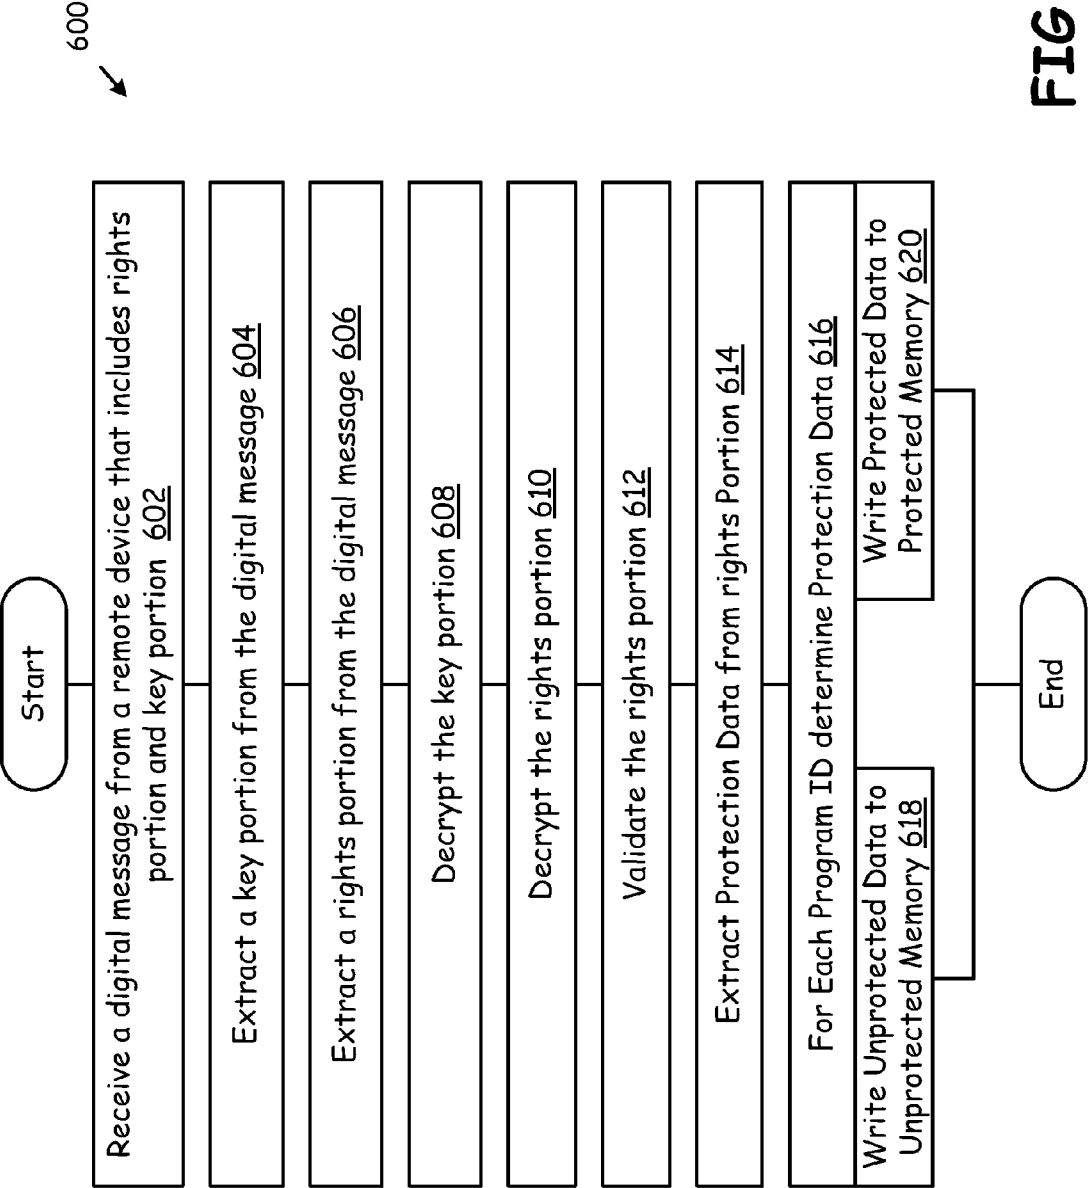 600
Start
Receive a digital message from a remote device that includes rights
portion and key portion 602
Extract a key portion from the digital message 604
Extract a rights portion from the digital message 606
Decrypt the key portion 608
Decrypt the rights portion 610
Validate the rights portion 612
Extract Protection Data from rights Portion 614
For Each Program ID determine Protection Data 616
Write Unprotected Data to
Unprotected Memory 618
Write Protected Data to
Protected Memory 620
End
FIG